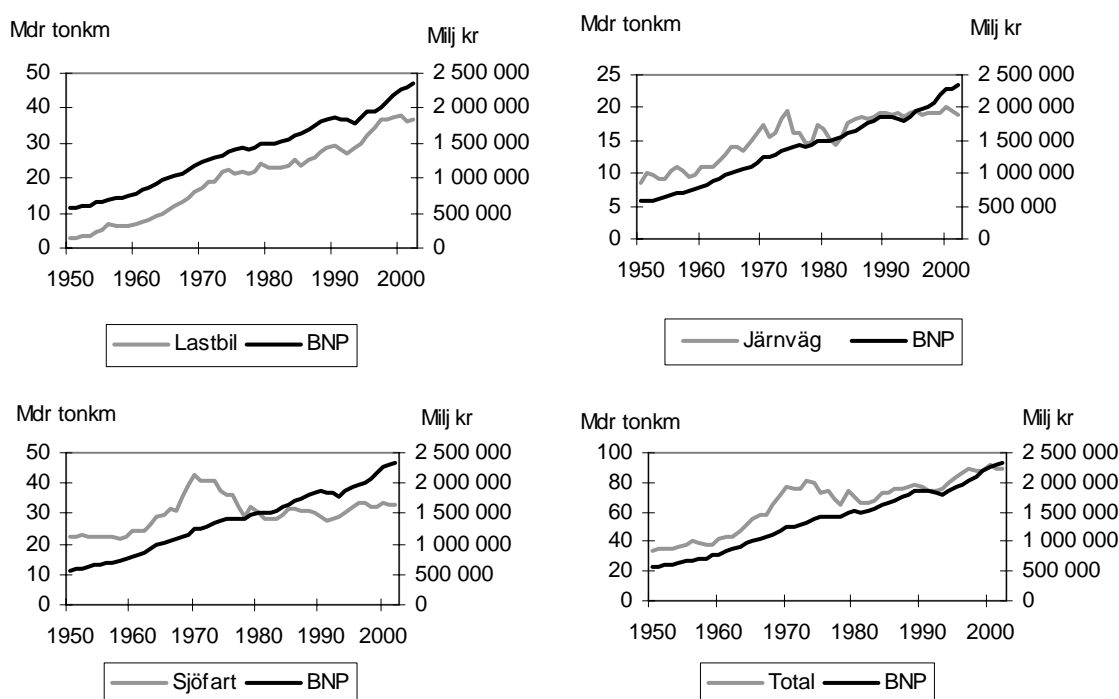 Mdr tonkm Milj kr
50 2 500 000
40 2 000 000
30 1 500 000
20 1 000 000
10 500 000
0 0
1950 1960 1970 1980 1990 2000
Lastbil BNP
Mdr tonkm Milj kr
25 2 500 000
20 2 000 000
15 1 500 000
10 1 000 000
5 500 000
0 0
1950 1960 1970 1980 1990 2000
Järnväg BNP
Mdr tonkm Milj kr
50 2 500 000
40 2 000 000
30 1 500 000
20 1 000 000
10 500 000
0 0
1950 1960 1970 1980 1990 2000
Sjöfart BNP
Mdr tonkm Milj kr
100 2 500 000
80 2 000 000
60 1 500 000
40 1 000 000
20 500 000
0 0
1950 1960 1970 1980 1990 2000
Total BNP